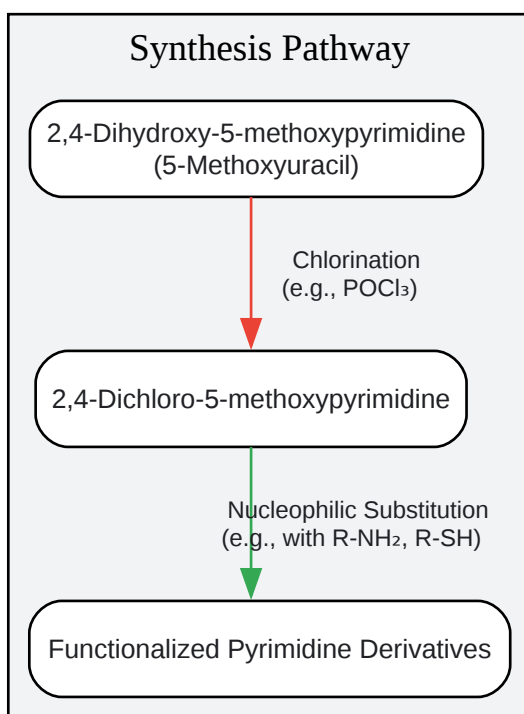 Synthesis Pathway
2,4-Dihydroxy-5-methoxypyrimidine
(5-Methoxyuracil)
Chlorination
(e.g., POCl₃)
2,4-Dichloro-5-methoxypyrimidine
Nucleophilic Substitution
(e.g., with R-NH₂, R-SH)
Functionalized Pyrimidine Derivatives